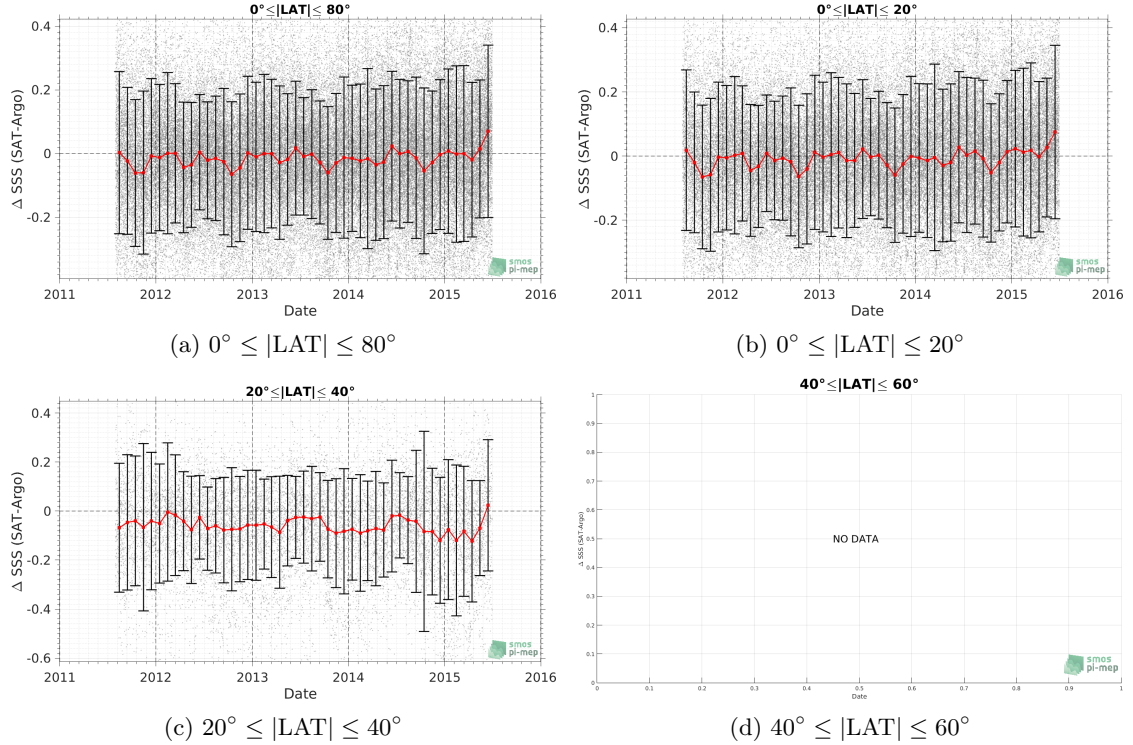 0°≤|LAT|≤ 80°
0.4
0.2
0
-0.2
Δ SSS (SAT-Argo)
2011
2012
2013
2014
2015
2016
Date
smos
pi-mep
(a) 0° ≤ |LAT| ≤ 80°
0°≤|LAT|≤ 20°
0.4
0.2
0
-0.2
Δ SSS (SAT-Argo)
2011
2012
2013
2014
2015
2016
Date
smos
pi-mep
(b) 0° ≤ |LAT| ≤ 20°
20°≤|LAT|≤ 40°
0.4
0.2
0
-0.2
-0.4
-0.6
Δ SSS (SAT-Argo)
2011
2012
2013
2014
2015
2016
Date
smos
pi-mep
(c) 20° ≤ |LAT| ≤ 40°
40°≤|LAT|≤ 60°
1
0.9
0.8
0.7
0.6
0.5
0.4
0.3
0.2
0.1
0
Δ SSS (SAT-Argo)
NO DATA
0
0.1
0.2
0.3
0.4
0.5
0.6
0.7
0.8
0.9
1
Date
smos
pi-mep
(d) 40° ≤ |LAT| ≤ 60°